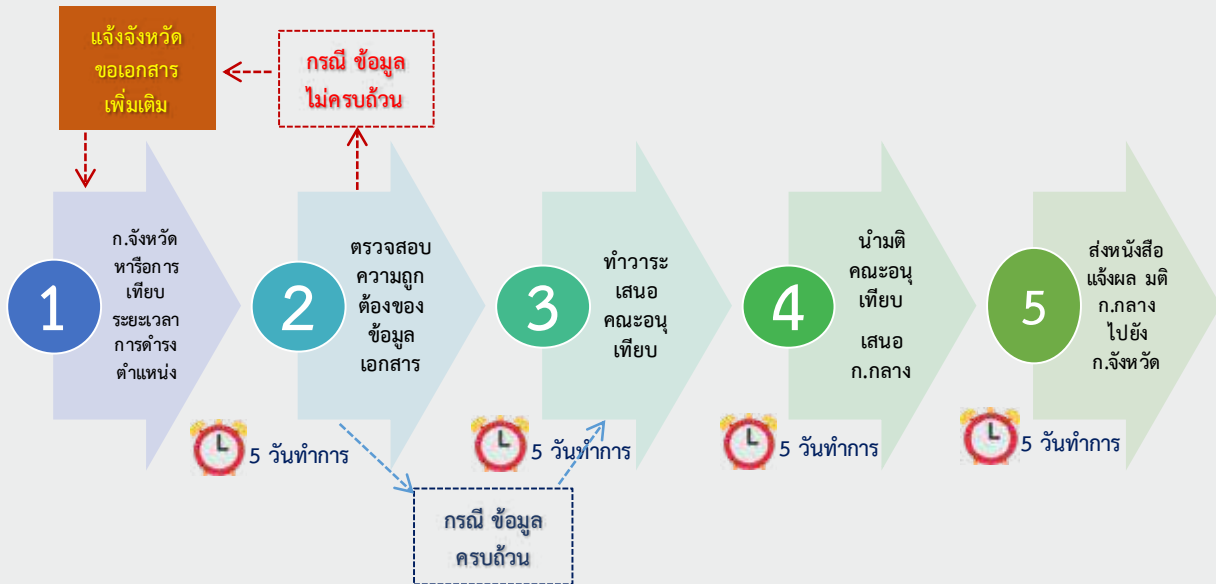 แจ้งจังหวัด
ขอเอกสาร
เพิ่มเติม
กรณี ข้อมูล
ไม่ครบถ้วน
1
ก.จังหวัด
หารือการ
เทียบ
ระยะเวลา
การดำรง
ตำแหน่ง
2
ตรวจสอบ
ความถูก
ต้องของ
ข้อมูล
เอกสาร
3
ทำวาระ
เสนอ
คณะอนุ
เทียบ
4
นำมติ
คณะอนุ
เทียบ
เสนอ
ก.กลาง
5
ส่งหนังสือ
แจ้งผล มติ
ก.กลาง
ไปยัง
ก.จังหวัด
5 วันทำการ
5 วันทำการ
5 วันทำการ
5 วันทำการ
กรณี ข้อมูล
ครบถ้วน